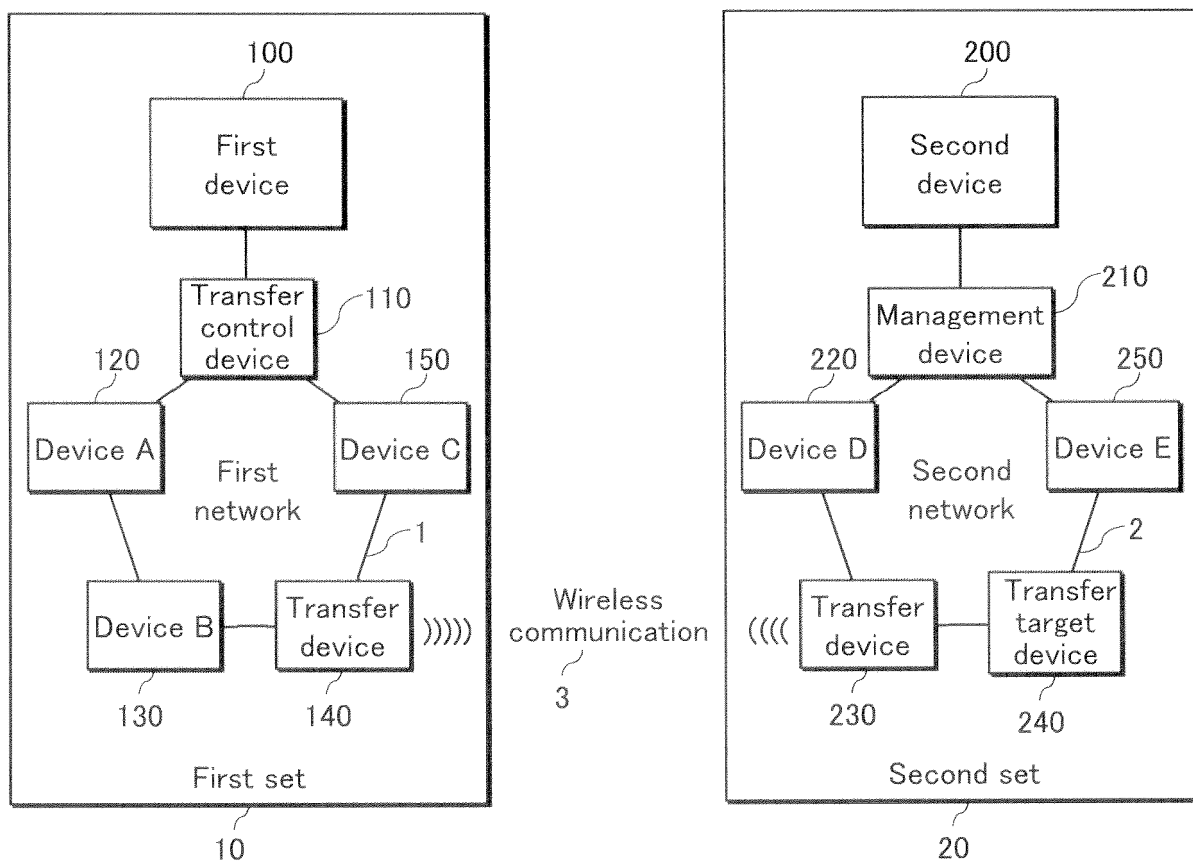 100
First
device
Transfer
control
device
110
120
150
Device A
Device C
First
network
1
Device B
Transfer
device
130
140
First set
10
Wireless
communication
3
200
Second
device
210
Management
device
220
250
Device D
Device E
Second
network
2
Transfer
device
Transfer
target
device
230
240
Second set
20